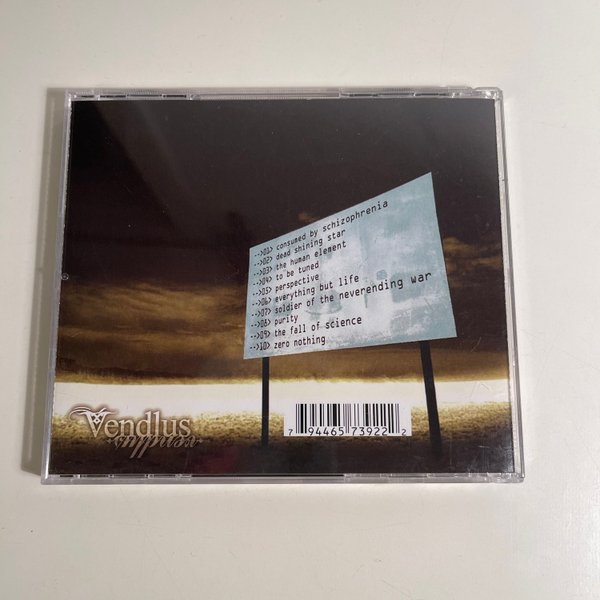 -->01> consumed by schizophrenia
-->02> dead shining star
-->03> the human element
-->04> to be tuned
-->05> perspective
-->06> everything but life
-->07> soldier of the neverending war
-->08> purity
-->09> the fall of science
-->10> zero nothing
Vendlus
vendlus
7 94465 73922 2